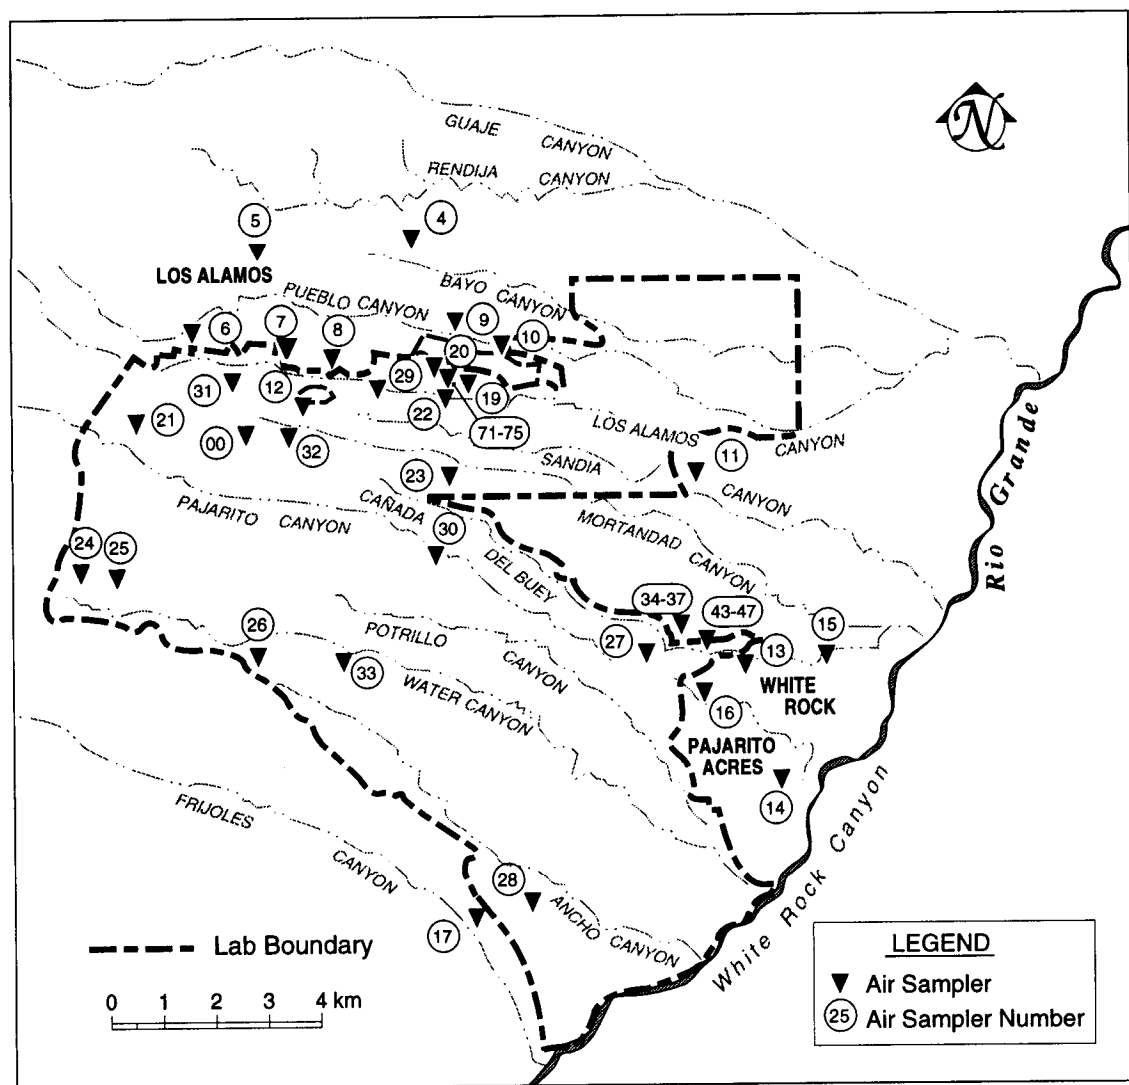 GUAJE CANYON
N
RENDIJA CANYON
5
4
LOS ALAMOS
BAYO CANYON
PUEBLO CANYON
6
7
8
9
10
20
31
12
29
19
21
22
71-75
00
32
LOS ALAMOS CANYON
11
SANDIA CANYON
23
CAÑADA DEL BUEY
PAJARITO CANYON
MORTANDAD CANYON
30
24
25
34-37
43-47
15
26
POTRILLO CANYON
27
13
33
WATER CANYON
WHITE
ROCK
16
PAJARITO
ACRES
14
Rio Grande
FRIJOLES CANYON
28
ANCHO CANYON
17
White Rock Canyon
Lab Boundary
0 1 2 3 4 km
LEGEND
Air Sampler
25 Air Sampler Number